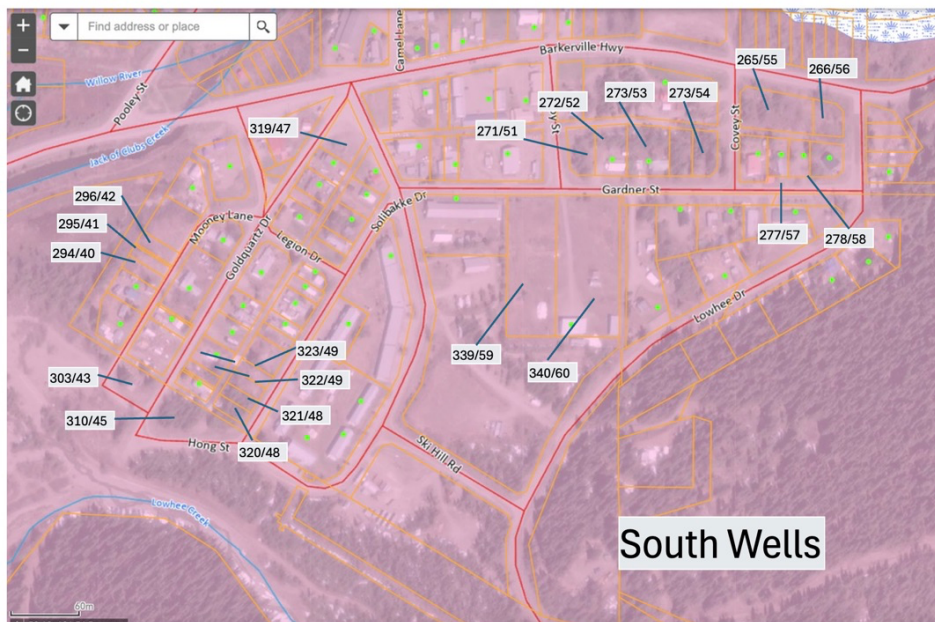 +
Find address or place
−
Camel Lane
Barkerville Hwy
Willow River
Pooley St
265/55
266/56
Jack of Clubs Creek
272/52
273/53
273/54
319/47
271/51
Covey St
296/42
Gardner St
295/41
Mooney Lane
Goldquartz Dr
Solibakke Dr
294/40
Legion Dr
277/57
278/58
Lowhee Dr
323/49
339/59
340/60
303/43
322/49
310/45
321/48
Hong St
320/48
Ski Hill Rd
Lowhee Creek
South Wells
60m